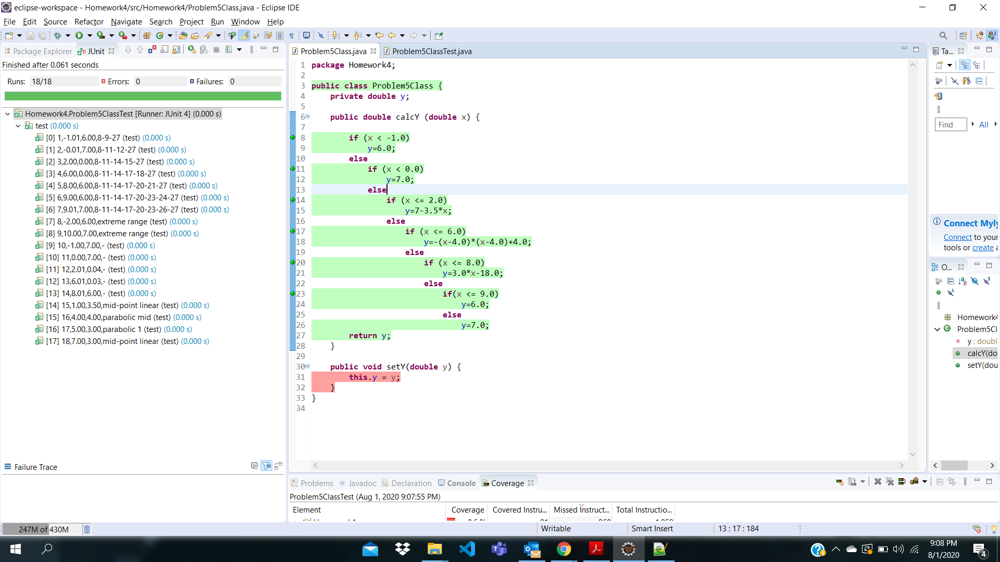 eclipse-workspace - Homework4/src/Homework4/Problem5Class.java - Eclipse IDE
File Edit Source Refactor Navigate Search Project Run Window Help
Package Explorer JUnit
Finished after 0.061 seconds
Runs: 18/18 Errors: 0 Failures: 0
Homework4.Problem5ClassTest [Runner: JUnit 4] (0.000 s)
test (0.000 s)
[0] 1,-1.01,6.00,8-9-27 (test) (0.000 s)
[1] 2,-0.01,7.00,8-11-12-27 (test) (0.000 s)
[2] 3,2.00,0.00,8-11-14-15-27 (test) (0.000 s)
[3] 4,6.00,0.00,8-11-14-17-18-27 (test) (0.000 s)
[4] 5,8.00,6.00,8-11-14-17-20-21-27 (test) (0.000 s)
[5] 6,9.00,6.00,8-11-14-17-20-23-24-27 (test) (0.000 s)
[6] 7,9.01,7.00,8-11-14-17-20-23-26-27 (test) (0.000 s)
[7] 8,-2.00,6.00,extreme range (test) (0.000 s)
[8] 9,10.00,7.00,extreme range (test) (0.000 s)
[9] 10,-1.00,7.00,- (test) (0.000 s)
[10] 11,0.00,7.00,- (test) (0.000 s)
[11] 12,2.01,0.04,- (test) (0.000 s)
[12] 13,6.01,0.03,- (test) (0.000 s)
[13] 14,8.01,6.00,- (test) (0.000 s)
[14] 15,1.00,3.50,mid-point linear (test) (0.000 s)
[15] 16,4.00,4.00,parabolic mid (test) (0.000 s)
[16] 17,5.00,3.00,parabolic 1 (test) (0.000 s)
[17] 18,7.00,3.00,mid-point linear (test) (0.000 s)
Failure Trace
Problem5Class.java Problem5ClassTest.java
1 package Homework4;
2
3 public class Problem5Class {
4 private double y;
5
6 public double calcY (double x) {
7
8 if (x < -1.0)
9 y=6.0;
10 else
11 if (x < 0.0)
12 y=7.0;
13 else
14 if (x <= 2.0)
15 y=7-3.5*x;
16 else
17 if (x <= 6.0)
18 y=-(x-4.0)*(x-4.0)+4.0;
19 else
20 if (x <= 8.0)
21 y=3.0*x-18.0;
22 else
23 if(x <= 9.0)
24 y=6.0;
25 else
26 y=7.0;
27 return y;
28 }
29
30 public void setY(double y) {
31 this.y = y;
32 }
33 }
34
Ta...
Find All
Connect Myly
Connect to your
tools or create a
O...
Homework4
Problem5Cl
y : doubl
calcY(do
setY(dou
Problems Javadoc Declaration Console Coverage
Problem5ClassTest (Aug 1, 2020 9:07:55 PM)
Element Coverage Covered Instru... Missed Instruct... Total Instructio...
247M of 430M Writable Smart Insert 13 : 17 : 184
9:08 PM
8/1/2020
4